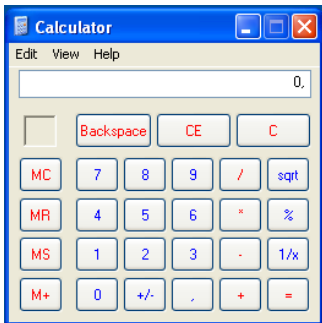 Calculator
Edit View Help
0,
Backspace CE C
MC 7 8 9 / sqrt
MR 4 5 6 * %
MS 1 2 3 - 1/x
M+ 0 +/- , + =